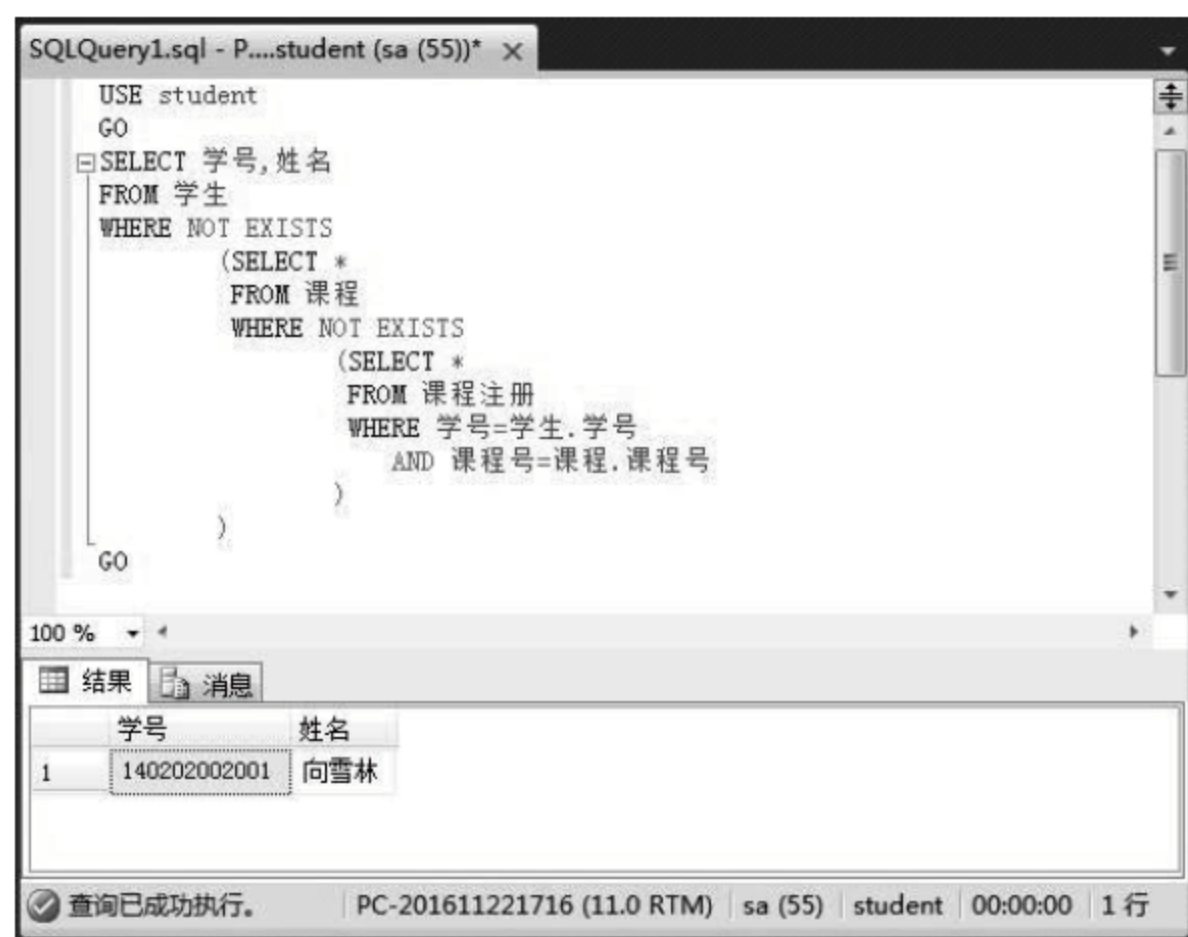 SQLQuery1.sql - P....student (sa (55))* ×
USE student
GO
SELECT 学号,姓名
FROM 学生
WHERE NOT EXISTS
(SELECT *
FROM 课程
WHERE NOT EXISTS
(SELECT *
FROM 课程注册
WHERE 学号=学生.学号
AND 课程号=课程.课程号
)
)
GO
100 %
结果 消息
学号 姓名
1 140202002001 向雪林
查询已成功执行。 PC-201611221716 (11.0 RTM) sa (55) student 00:00:00 1 行